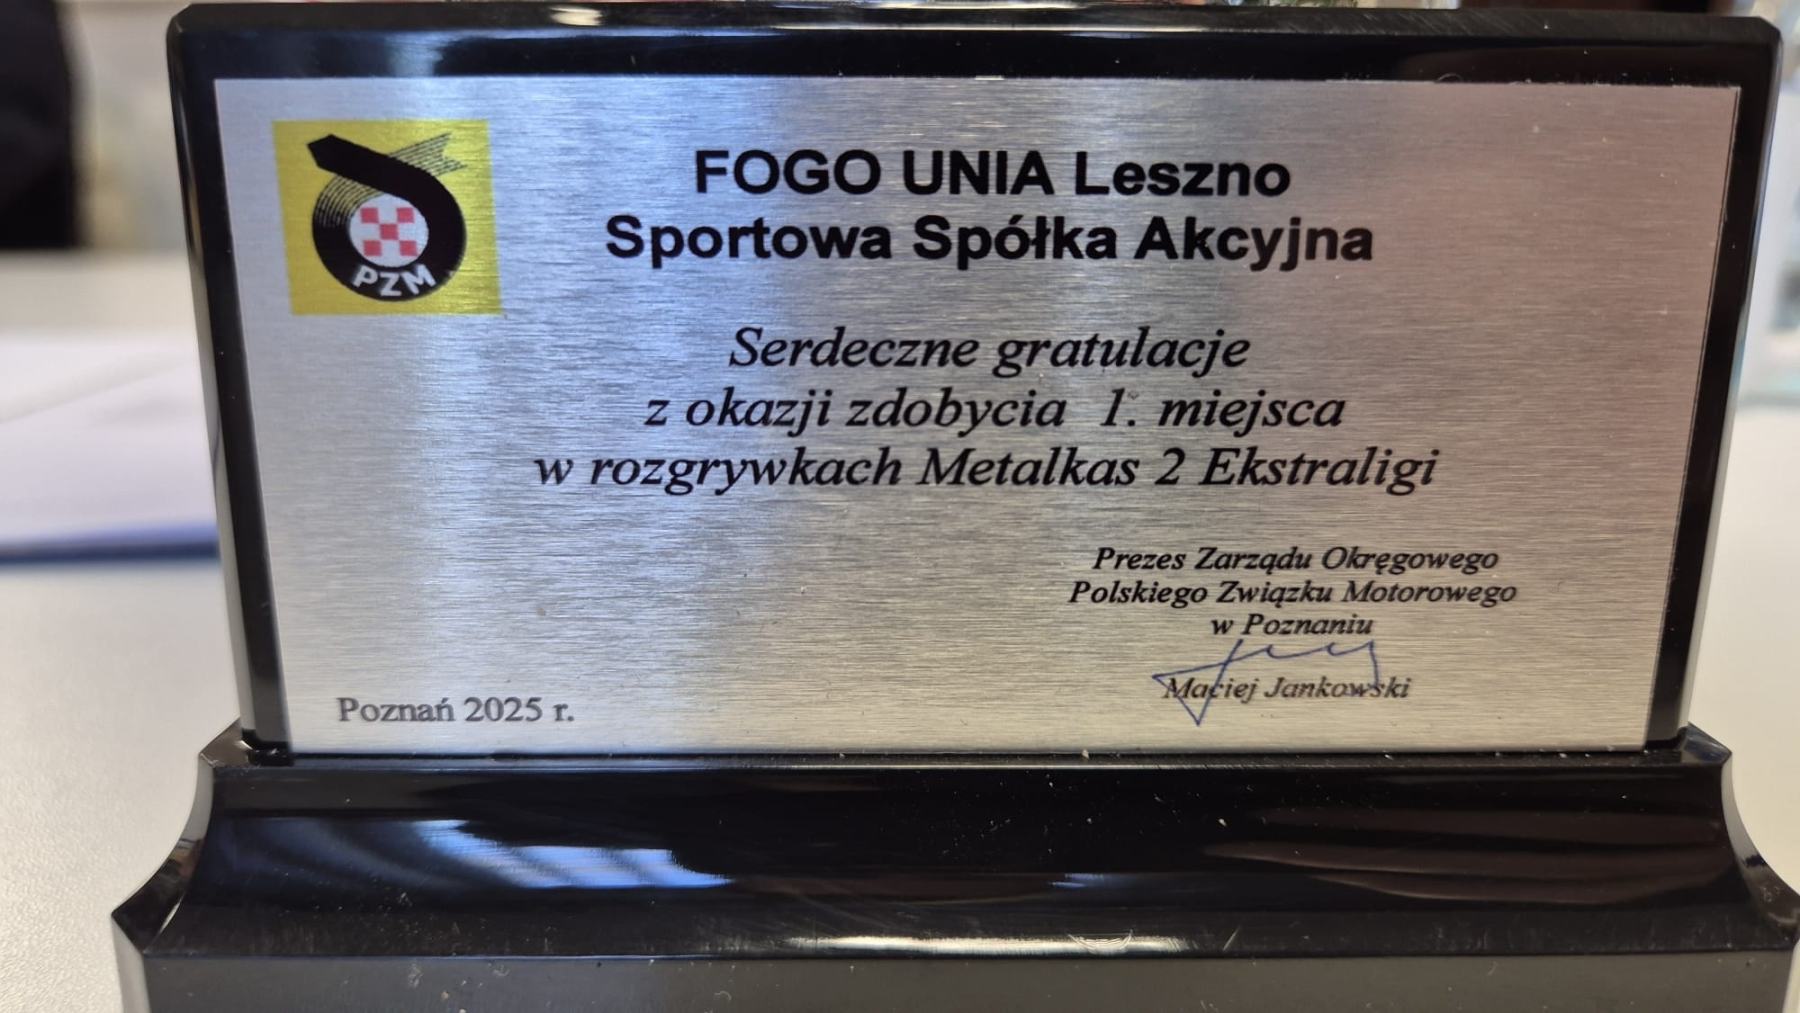 PZM
FOGO UNIA Leszno
Sportowa Spółka Akcyjna
Serdeczne gratulacje
z okazji zdobycia 1. miejsca
w rozgrywkach Metalkas 2 Ekstraligi
Prezes Zarządu Okręgowego
Polskiego Związku Motorowego
w Poznaniu
Maciej Jankowski
Poznań 2025 r.